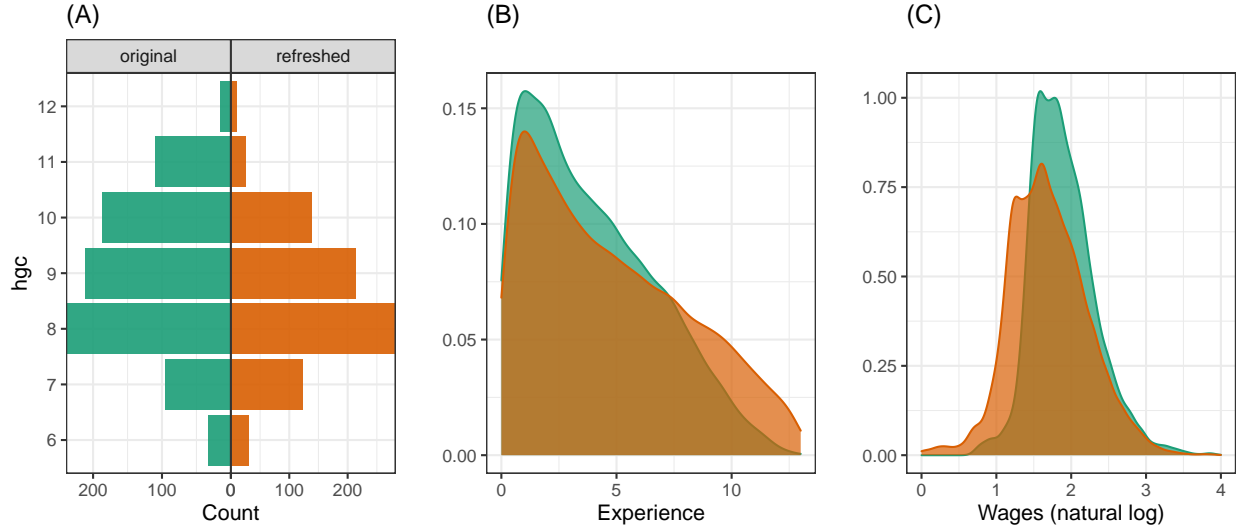 (A)
original refreshed
hgc
12
11
10
9
8
7
6
200 100 0 0 100 200
Count
(B)
0.15
0.10
0.05
0.00
0 5 10
Experience
(C)
1.00
0.75
0.50
0.25
0.00
0 1 2 3 4
Wages (natural log)